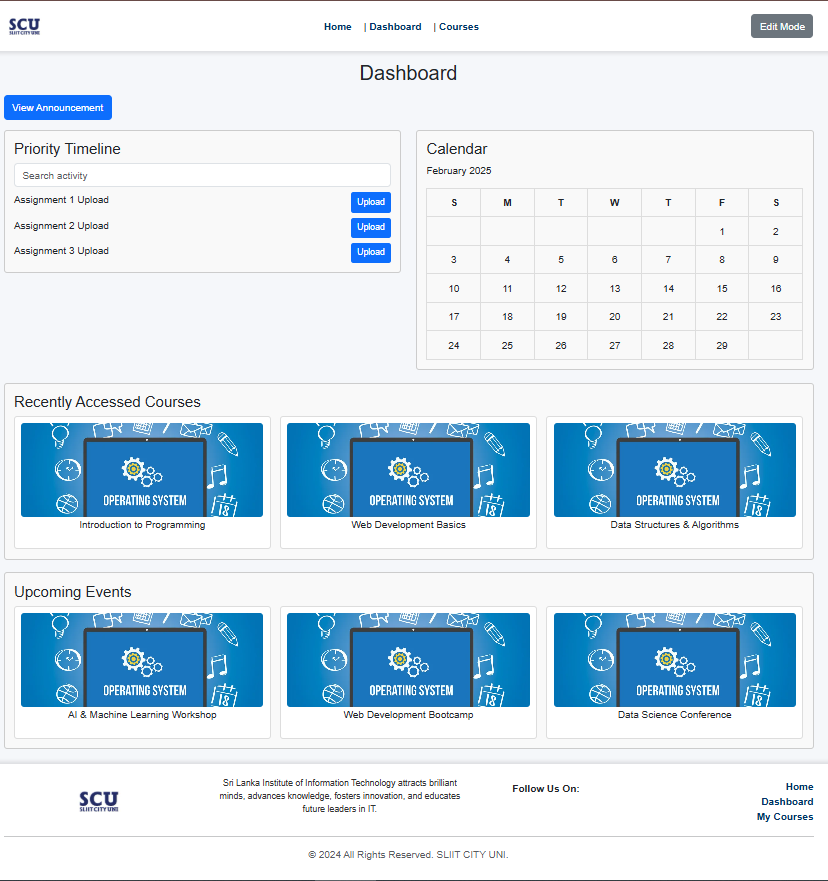 SCU
SLIIT CITY UNI
Home | Dashboard | Courses
Edit Mode
Dashboard
View Announcement
Priority Timeline
Search activity
Assignment 1 Upload Upload
Assignment 2 Upload Upload
Assignment 3 Upload Upload
Calendar
February 2025
S M T W T F S
1 2
3 4 5 6 7 8 9
10 11 12 13 14 15 16
17 18 19 20 21 22 23
24 25 26 27 28 29
Recently Accessed Courses
OPERATING SYSTEM 18 OPERATING SYSTEM 18 OPERATING SYSTEM 18
Introduction to Programming Web Development Basics Data Structures & Algorithms
Upcoming Events
OPERATING SYSTEM 18 OPERATING SYSTEM 18 OPERATING SYSTEM 18
AI & Machine Learning Workshop Web Development Bootcamp Data Science Conference
SCU
SLIIT CITY UNI
Sri Lanka Institute of Information Technology attracts brilliant
minds, advances knowledge, fosters innovation, and educates
future leaders in IT.
Follow Us On:
Home
Dashboard
My Courses
© 2024 All Rights Reserved. SLIIT CITY UNI.